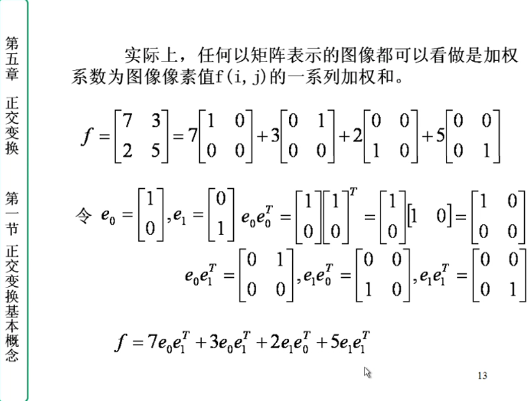 第五章 正交变换
第一节 正交变换基本概念
实际上，任何以矩阵表示的图像都可以看做是加权
系数为图像像素值f(i,j)的一系列加权和。
f = [7 3; 2 5] = 7[1 0; 0 0] + 3[0 1; 0 0] + 2[0 0; 1 0] + 5[0 0; 0 1]
令 e₀ = [1; 0], e₁ = [0; 1] e₀e₀ᵀ = [1; 0][1; 0]ᵀ = [1; 0][1 0] = [1 0; 0 0]
e₀e₁ᵀ = [0 1; 0 0], e₁e₀ᵀ = [0 0; 1 0], e₁e₁ᵀ = [0 0; 0 1]
f = 7e₀e₁ᵀ + 3e₀e₁ᵀ + 2e₁e₀ᵀ + 5e₁e₁ᵀ
13